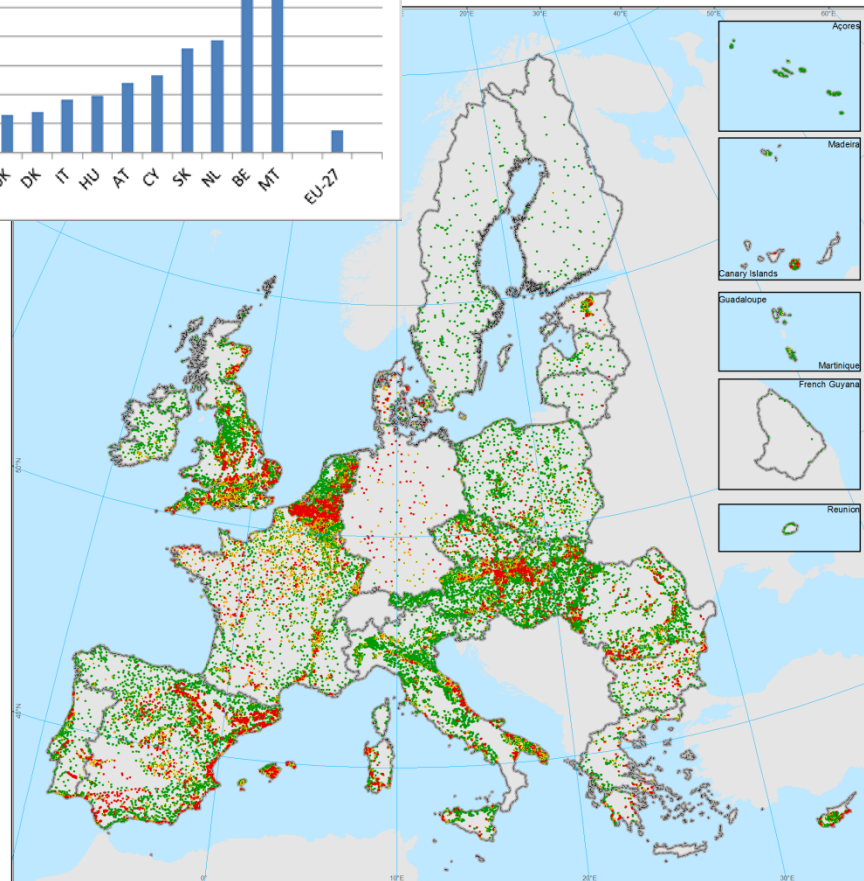 UK
DK
IT
HU
AT
CY
SK
NL
BE
MT
EU-27
20°E
30°E
40°E
60°E
Açores
Madeira
Canary Islands
Guadaloupe
Martinique
French Guyana
Reunion
50°N
40°N
0°
10°E
20°E
30°E